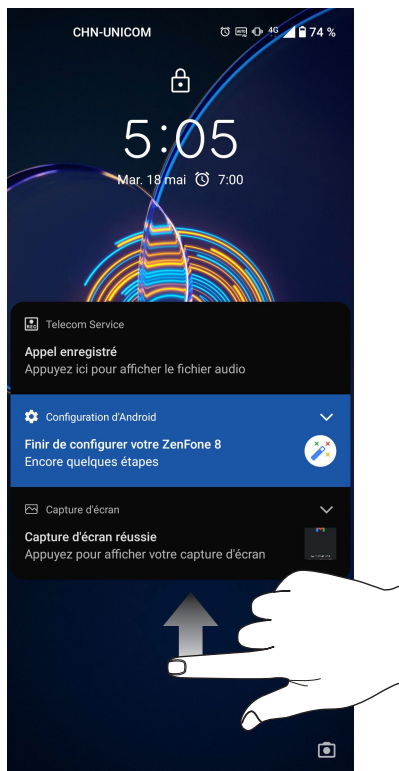 CHN-UNICOM 4G 74 %
5:05
Mar. 18 mai 7:00
REC Telecom Service
Appel enregistré
Appuyez ici pour afficher le fichier audio
Configuration d'Android
Finir de configurer votre ZenFone 8
Encore quelques étapes
Capture d'écran
Capture d'écran réussie
Appuyez pour afficher votre capture d'écran